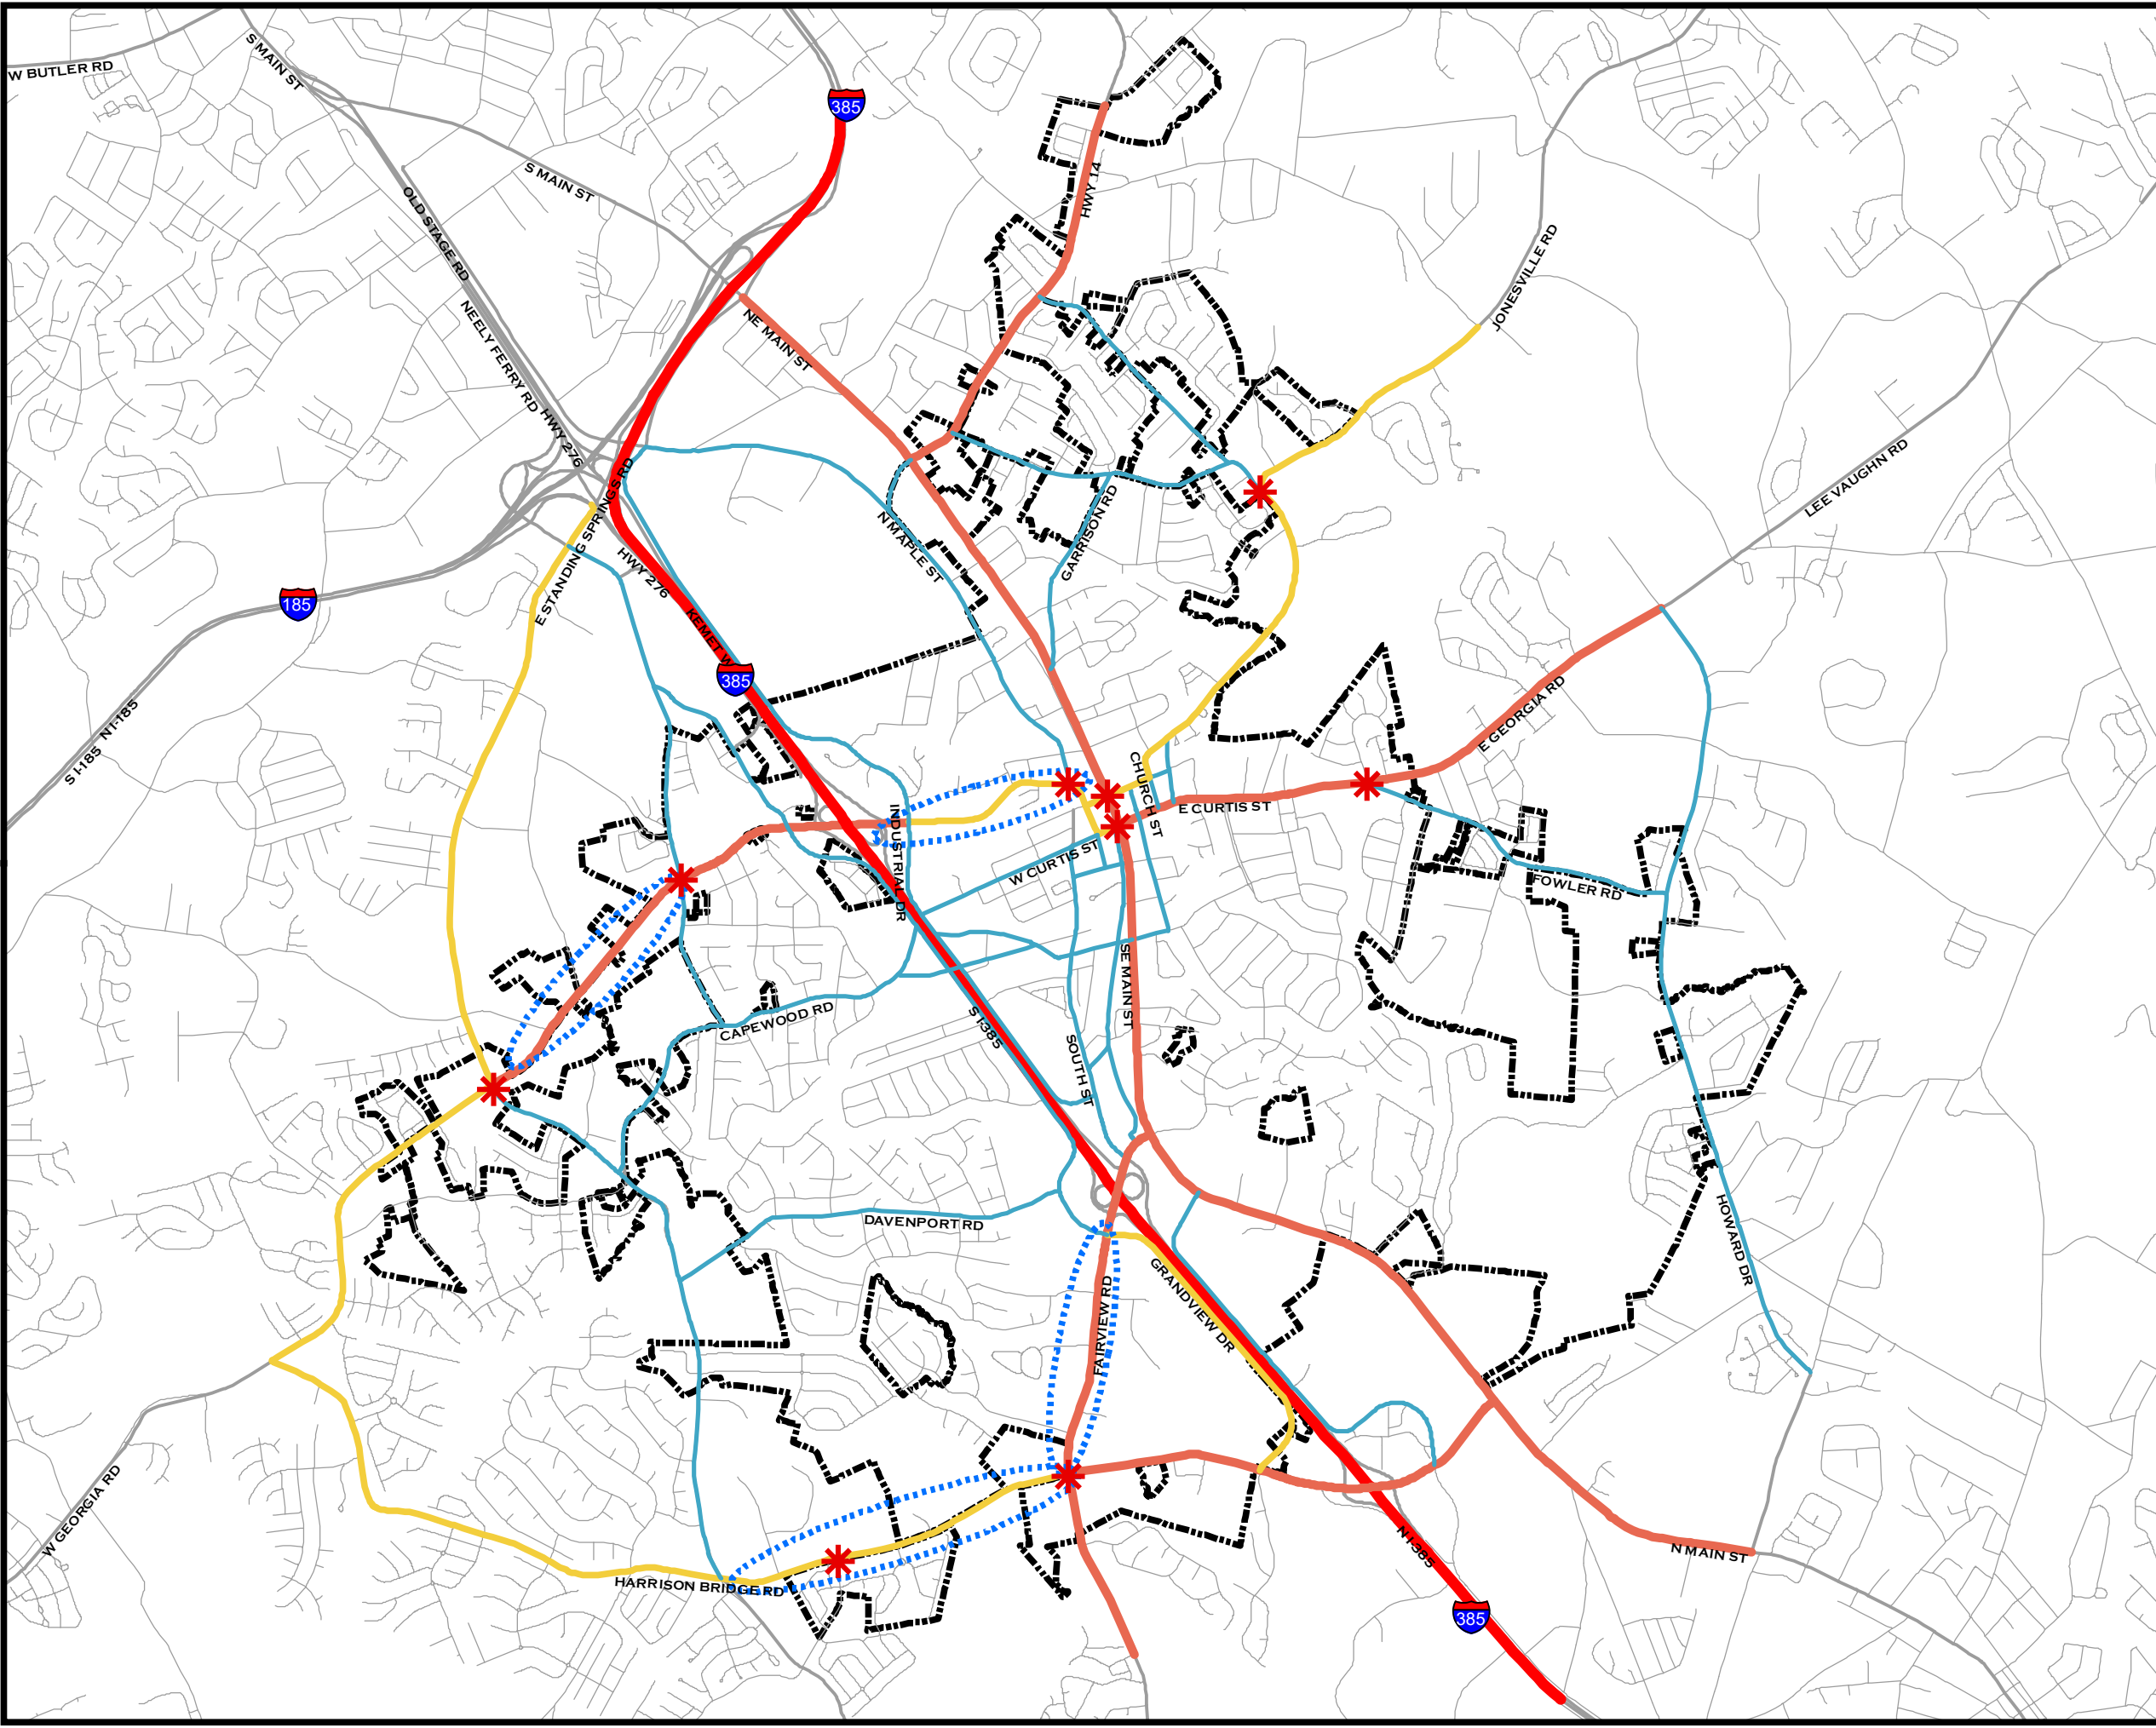 S MAIN ST
W BUTLER RD
385
S MAIN ST
HWY 14
OLD STAGE RD
JONESVILLE RD
NEELY FERRY RD
NE MAIN ST
HWY 276
LEE VAUGHN RD
E STANDING SPRINGS RD
GARRISON RD
N MAPLE ST
HWY 276
185
KEMET W
385
N I-185
S I-185
E GEORGIA RD
CHURCH ST
E CURTIS ST
INDUSTRIAL DR
W CURTIS ST
FOWLER RD
SE MAIN ST
CAPEWOOD RD
S I-385
SOUTH ST
DAVENPORT RD
HOWARD DR
GRANDVIEW DR
FAIRVIEW RD
W GEORGIA RD
N I-385
N MAIN ST
HARRISON BRIDGE RD
385